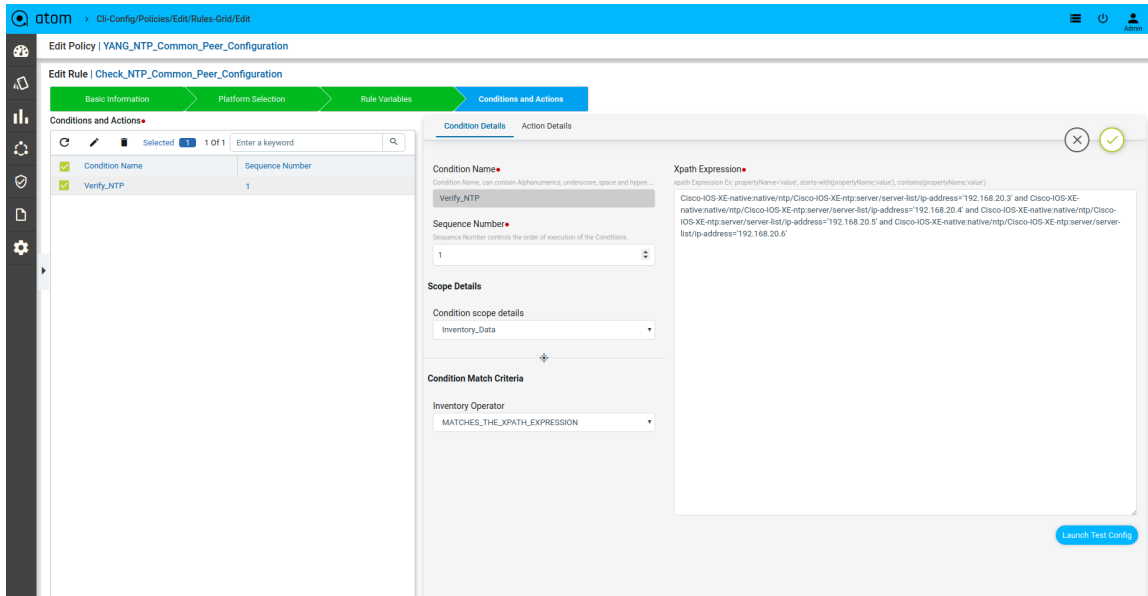 atom > Cli-Config/Policies/Edit/Rules-Grid/Edit
Admin
Edit Policy | YANG_NTP_Common_Peer_Configuration
Edit Rule | Check_NTP_Common_Peer_Configuration
Basic Information Platform Selection Rule Variables Conditions and Actions
Conditions and Actions
Selected 1 1 Of 1 Enter a keyword
Condition Name Sequence Number
Verify_NTP 1
Condition Details Action Details
Condition Name
Condition Name, can contain Alphanumerics, underscore, space and hypen ...
Verify_NTP
Sequence Number
Sequence Number controls the order of execution of the Conditions.
1
Scope Details
Condition scope details
Inventory_Data
Condition Match Criteria
Inventory Operator
MATCHES_THE_XPATH_EXPRESSION
Xpath Expression
xpath Expression Ex: propertyName='value', starts-with(propertyName,'value'), contains(propertyName,'value')
Cisco-IOS-XE-native:native/ntp/Cisco-IOS-XE-ntp:server/server-list/ip-address='192.168.20.3' and Cisco-IOS-XE-
native:native/ntp/Cisco-IOS-XE-ntp:server/server-list/ip-address='192.168.20.4' and Cisco-IOS-XE-native:native/ntp/Cisco-
IOS-XE-ntp:server/server-list/ip-address='192.168.20.5' and Cisco-IOS-XE-native:native/ntp/Cisco-IOS-XE-ntp:server/server-
list/ip-address='192.168.20.6'
Launch Test Config